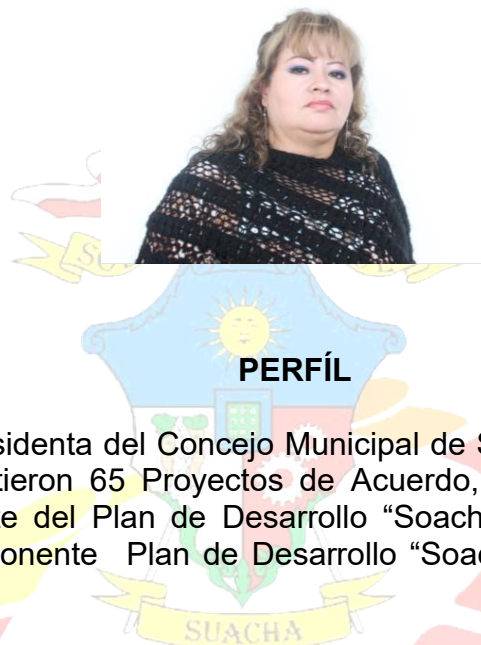 PERFÍL
sidenta del Concejo Municipal de S
tieron 65 Proyectos de Acuerdo,
te del Plan de Desarrollo “Soach
onente Plan de Desarrollo “Soac
SUACHA